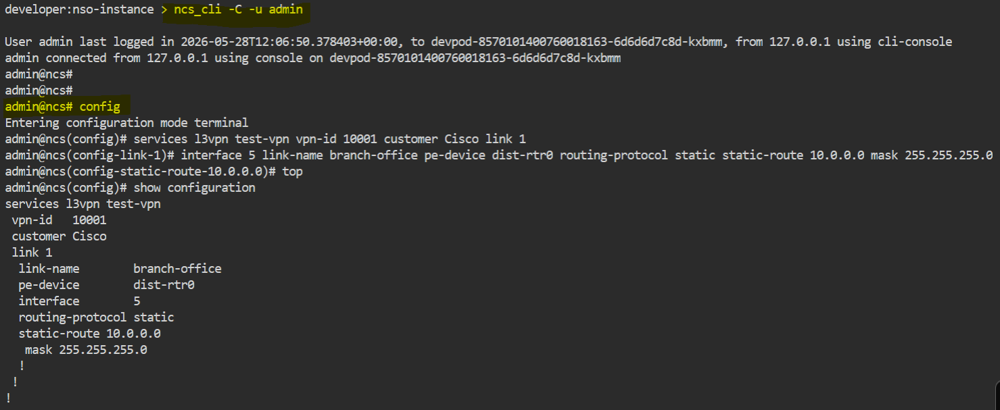 developer:nso-instance > ncs_cli -C -u admin
User admin last logged in 2026-05-28T12:06:50.378403+00:00, to devpod-8570101400760018163-6d6d6d7c8d-kxbmm, from 127.0.0.1 using cli-console
admin connected from 127.0.0.1 using console on devpod-8570101400760018163-6d6d6d7c8d-kxbmm
admin@ncs#
admin@ncs#
admin@ncs# config
Entering configuration mode terminal
admin@ncs(config)# services l3vpn test-vpn vpn-id 10001 customer Cisco link 1
admin@ncs(config-link-1)# interface 5 link-name branch-office pe-device dist-rtr0 routing-protocol static static-route 10.0.0.0 mask 255.255.255.0
admin@ncs(config-static-route-10.0.0.0)# top
admin@ncs(config)# show configuration
services l3vpn test-vpn
 vpn-id   10001
 customer Cisco
 link 1
  link-name        branch-office
  pe-device        dist-rtr0
  interface        5
  routing-protocol static
  static-route 10.0.0.0
   mask 255.255.255.0
  !
 !
!